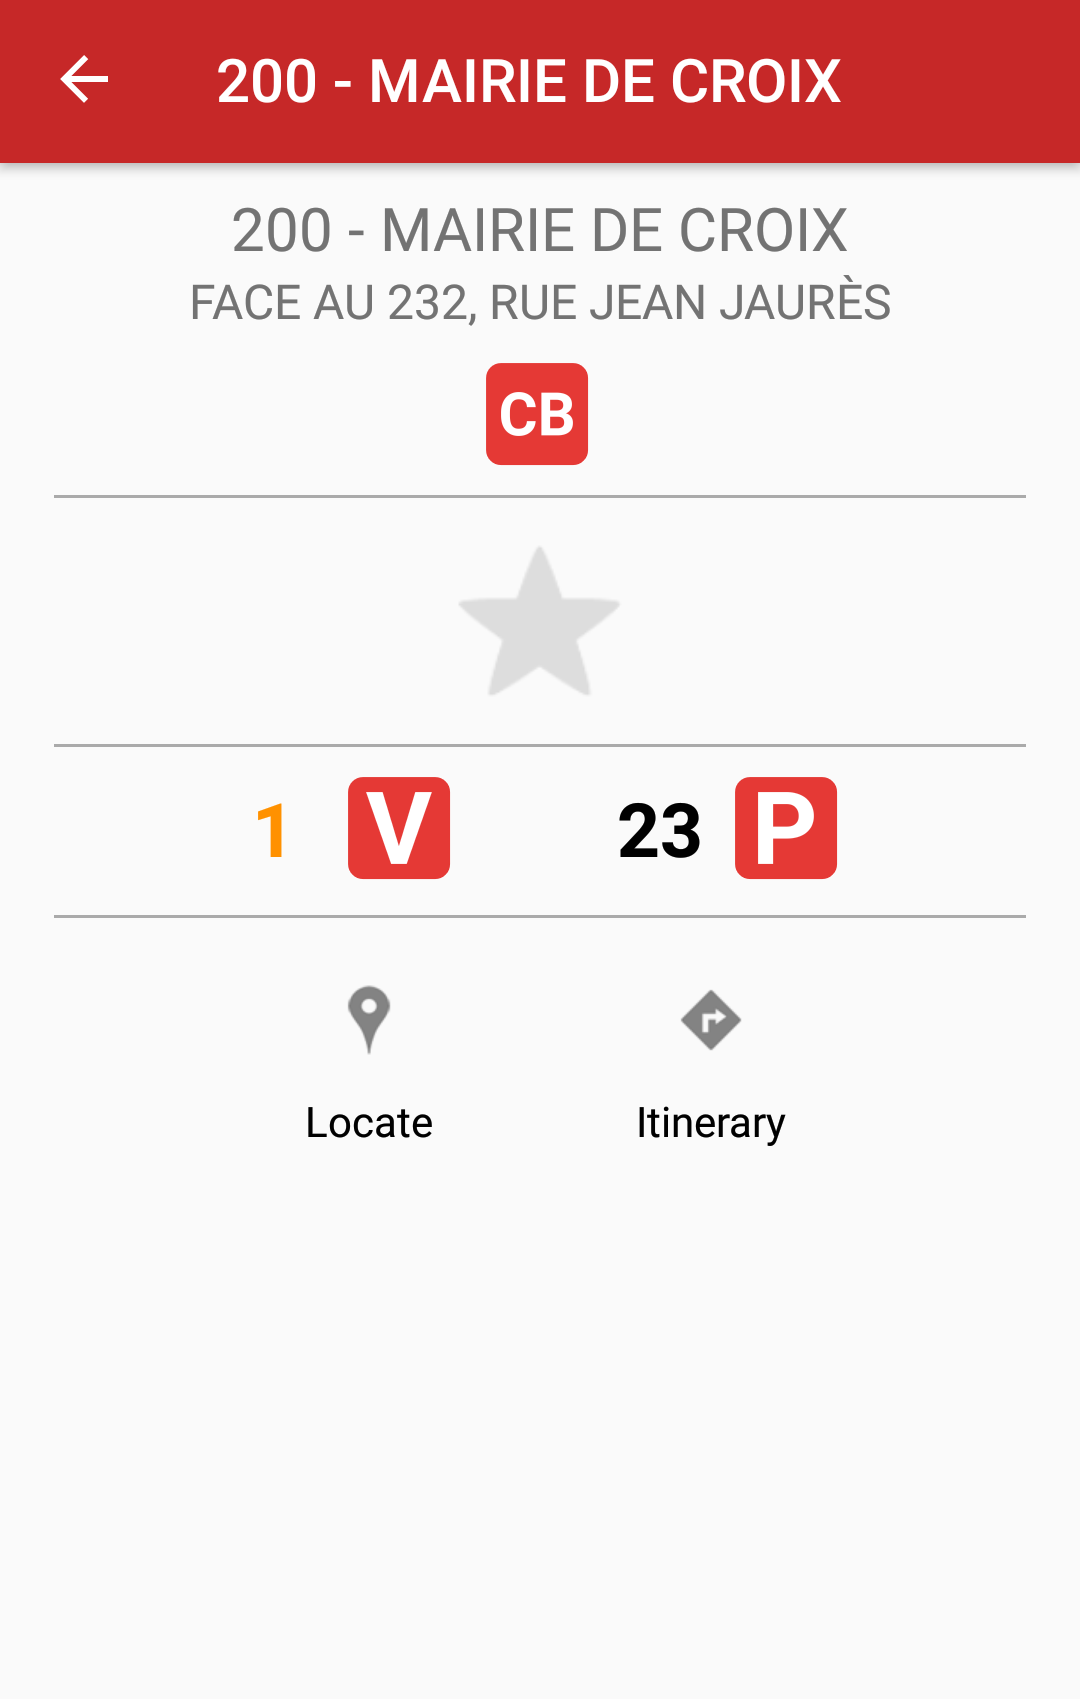 200 - MAIRIE DE CROIX
200 - MAIRIE DE CROIX
FACE AU 232, RUE JEAN JAURÈS
CB
1 V 23 P
Locate Itinerary